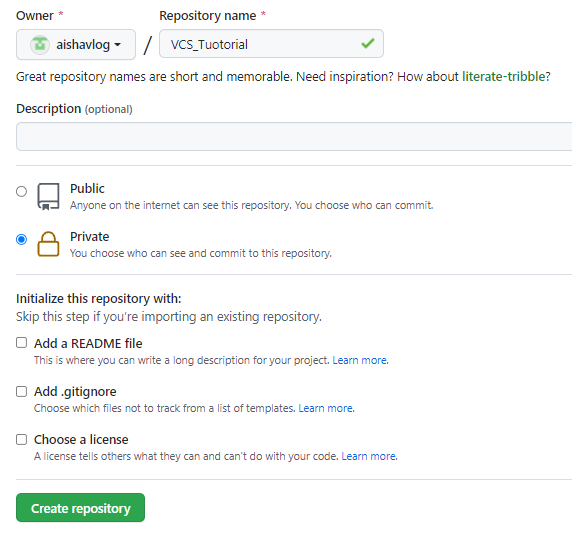 Owner * Repository name *
aishavlog / VCS_Tuotorial
Great repository names are short and memorable. Need inspiration? How about literate-tribble?
Description (optional)
Public
Anyone on the internet can see this repository. You choose who can commit.
Private
You choose who can see and commit to this repository.
Initialize this repository with:
Skip this step if you're importing an existing repository.
Add a README file
This is where you can write a long description for your project. Learn more.
Add .gitignore
Choose which files not to track from a list of templates. Learn more.
Choose a license
A license tells others what they can and can't do with your code. Learn more.
Create repository